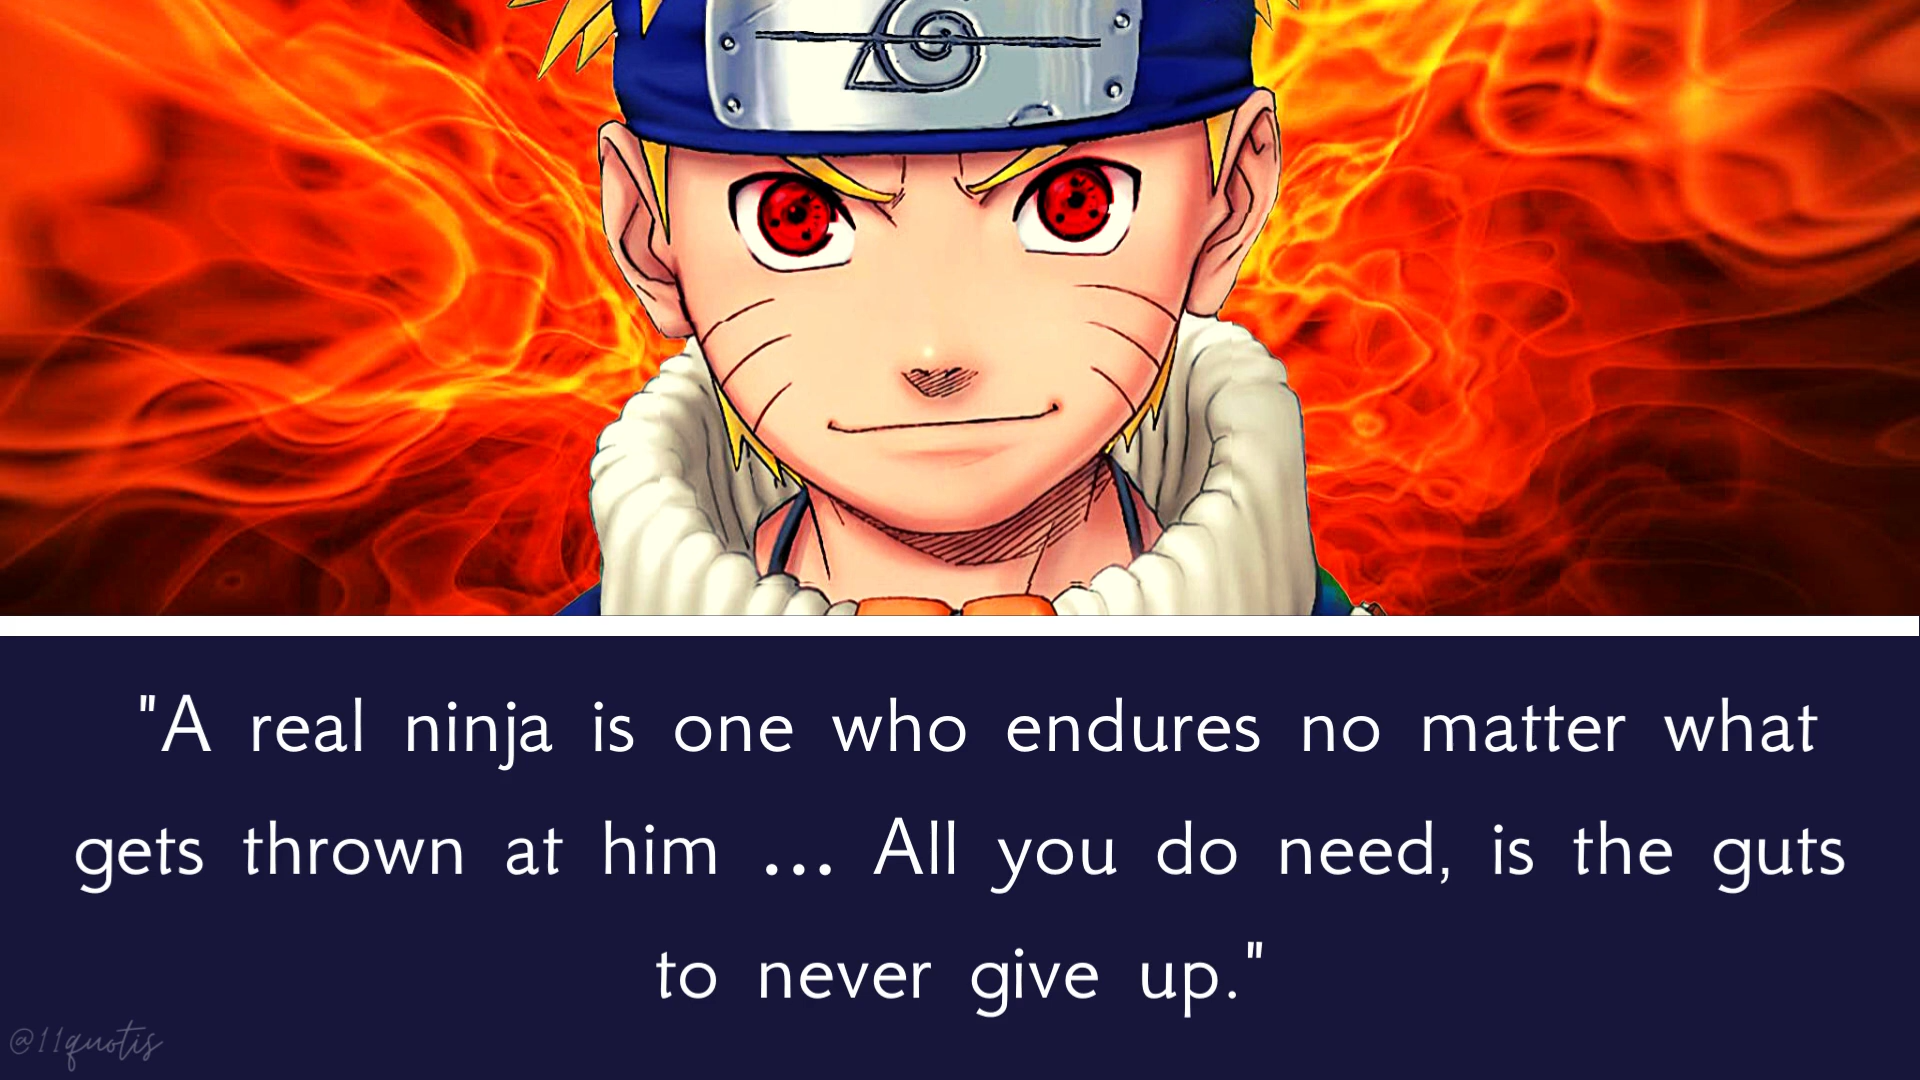 "A real ninja is one who endures no matter what
gets thrown at him ... All you do need, is the guts
to never give up."
@11quotis